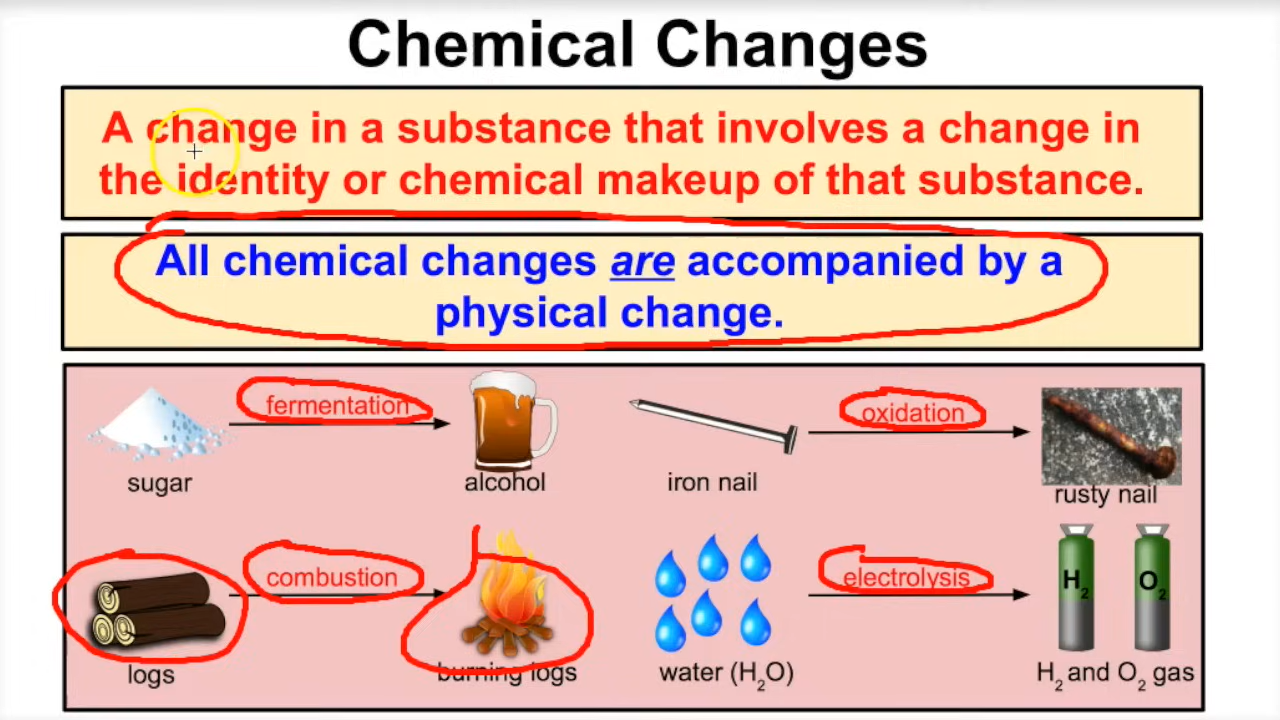 Chemical Changes
A change in a substance that involves a change in
the identity or chemical makeup of that substance.
All chemical changes are accompanied by a
physical change.
fermentation
oxidation
sugar
alcohol
iron nail
rusty nail
combustion
electrolysis
H₂
O₂
logs
burning logs
water (H₂O)
H₂ and O₂ gas